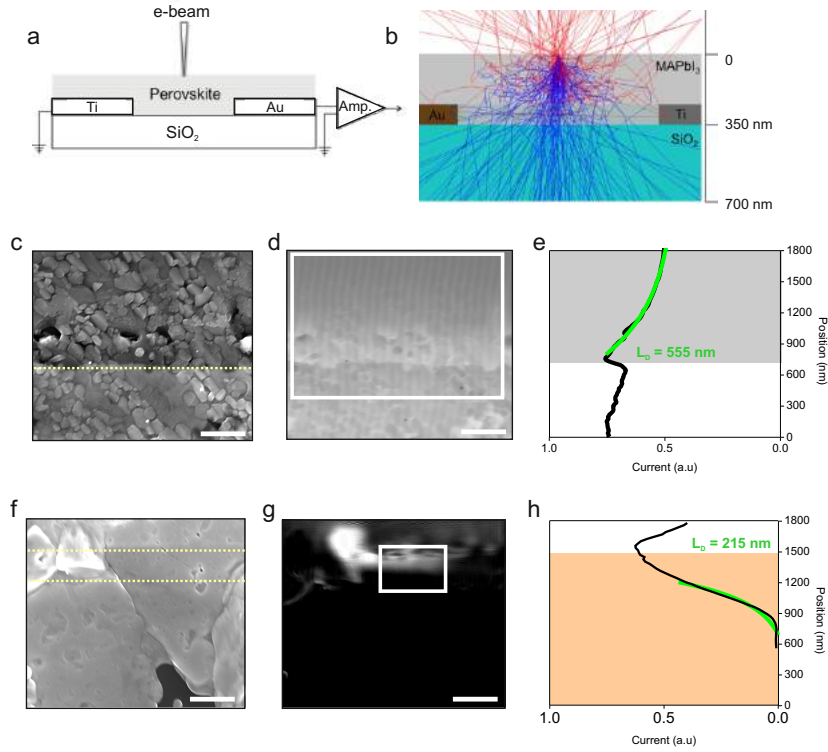 a
e-beam
Perovskite
Ti
Au
Amp.
SiO₂
b
0
MAPbI₃
Au
Ti
350 nm
SiO₂
700 nm
c
d
e
1800
1500
1200
900
600
300
0
Position (nm)
L_D = 555 nm
1.0
0.5
0.0
Current (a.u)
f
g
h
1800
1500
1200
900
600
300
0
Position (nm)
L_D = 215 nm
1.0
0.5
0.0
Current (a.u)